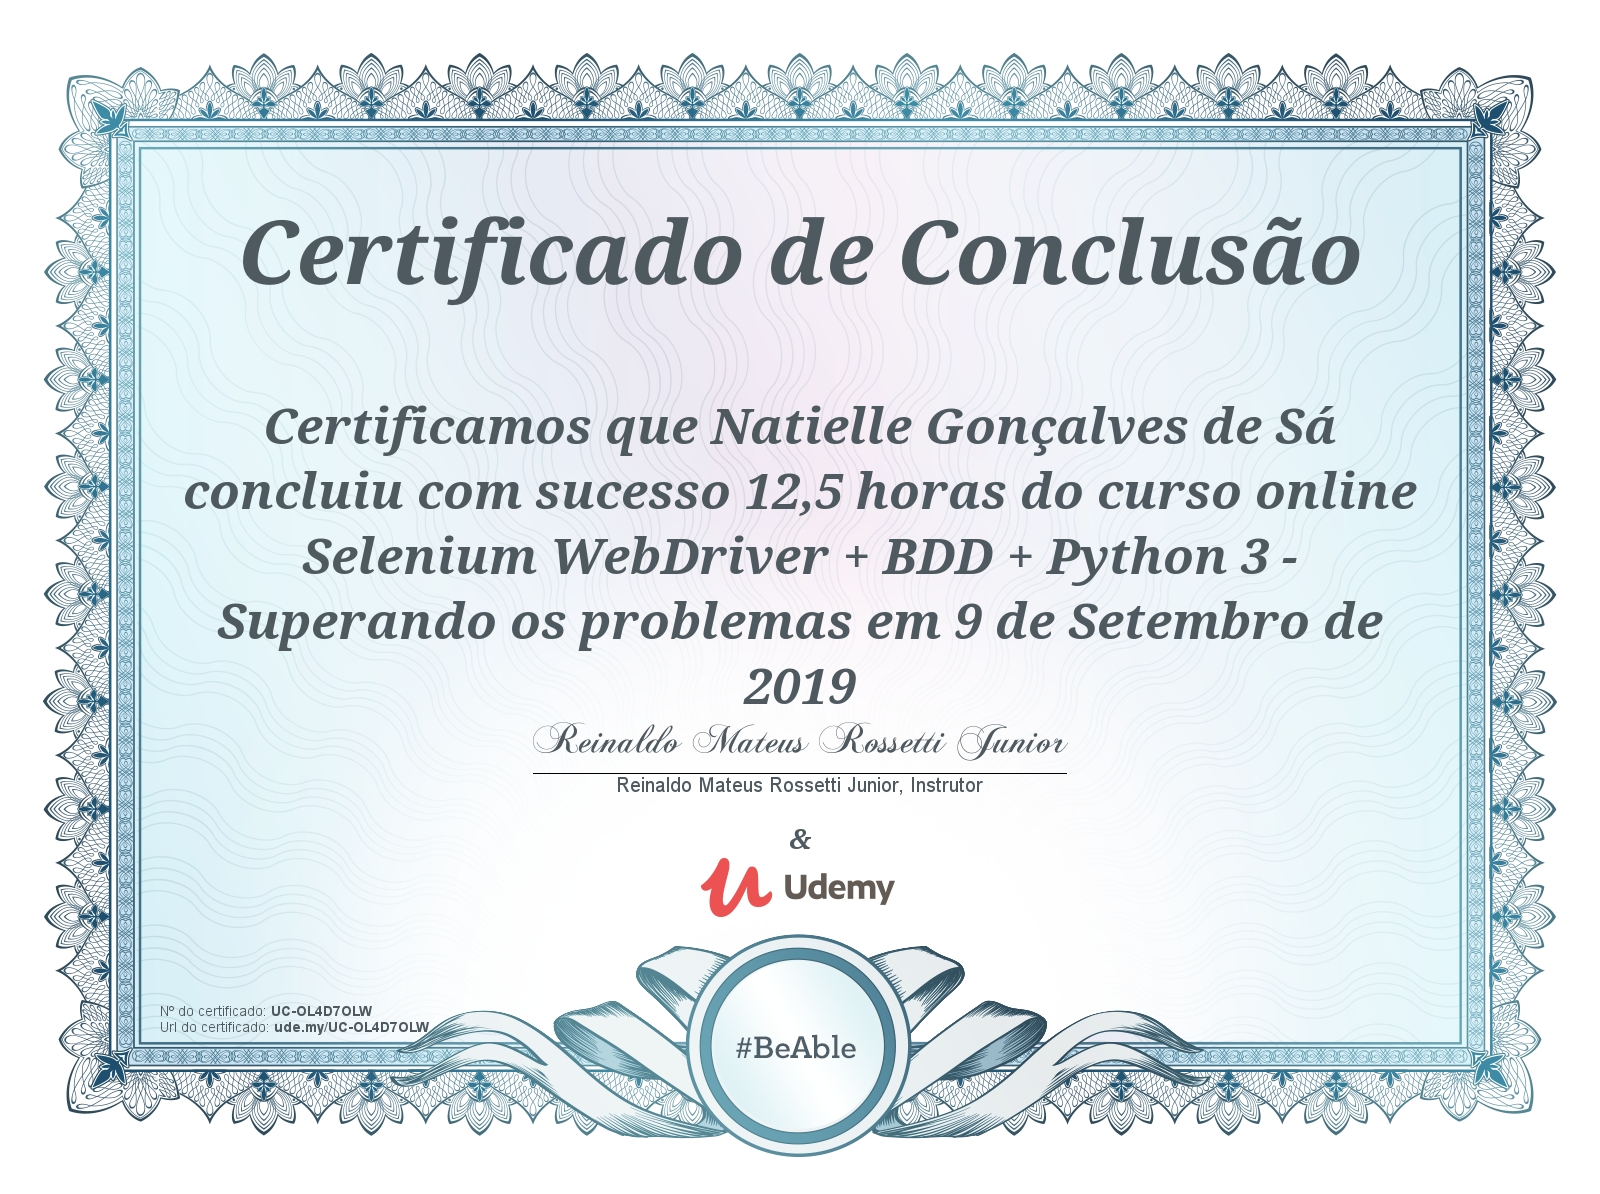 Certificado de Conclusão
Certificamos que Natielle Gonçalves de Sá
concluiu com sucesso 12,5 horas do curso online
Selenium WebDriver + BDD + Python 3 -
Superando os problemas em 9 de Setembro de
2019
Reinaldo Mateus Rossetti Junior
Reinaldo Mateus Rossetti Junior, Instrutor
&
Udemy
Nº do certificado: UC-OL4D7OLW
Url do certificado: ude.my/UC-OL4D7OLW
#BeAble